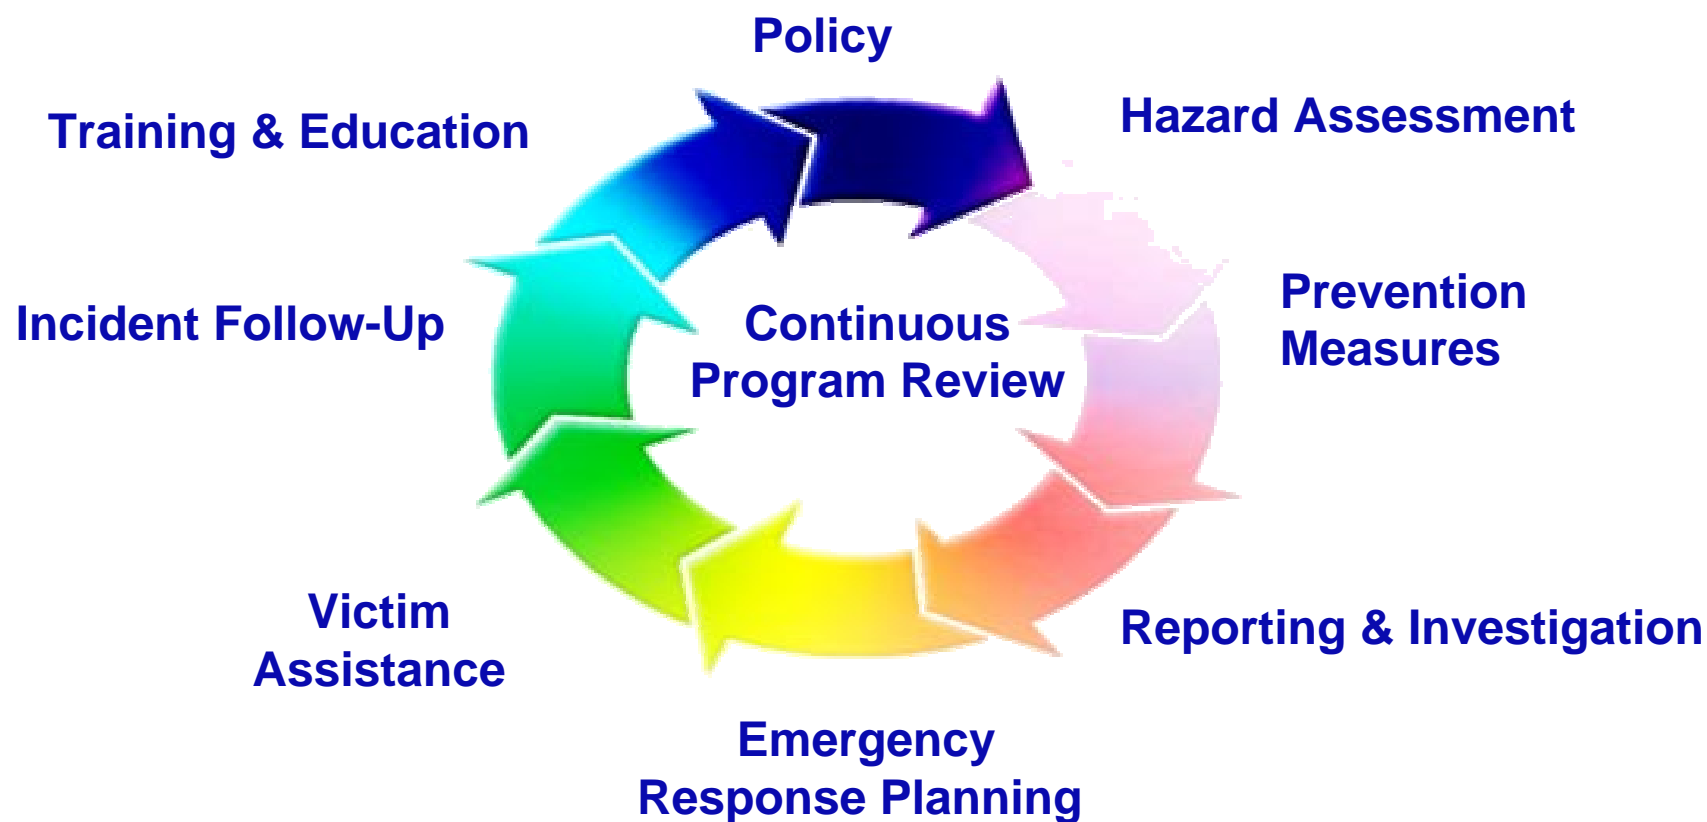 Policy
Hazard Assessment
Training & Education
Prevention
Measures
Incident Follow-Up
Continuous
Program Review
Reporting & Investigation
Victim
Assistance
Emergency
Response Planning